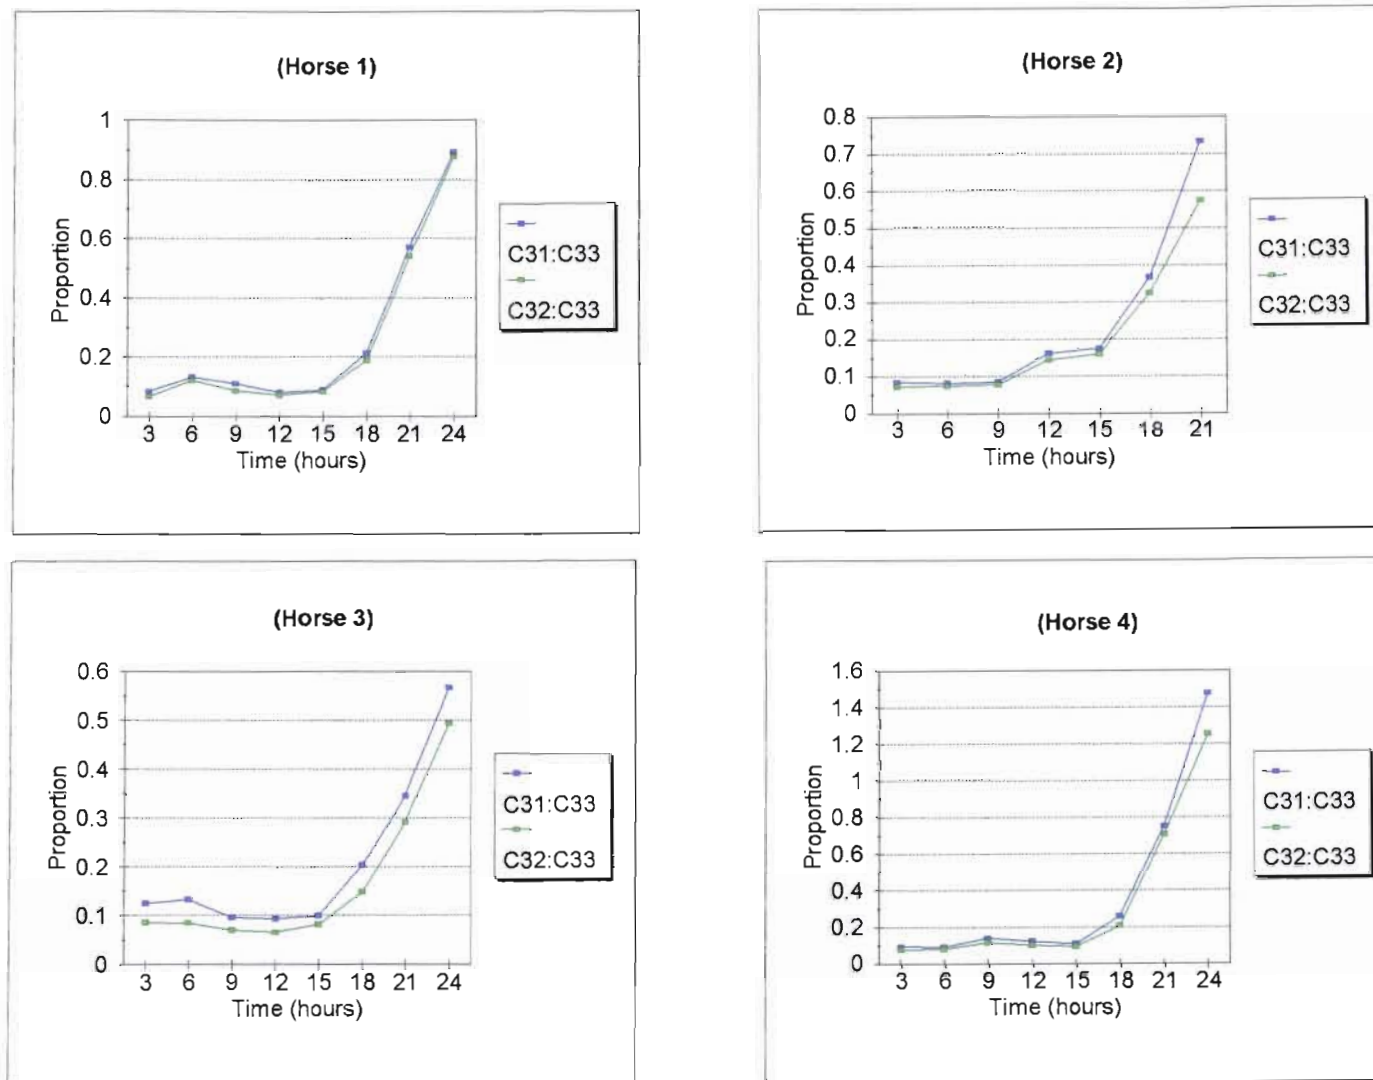 (Horse 1)
1
0.8
0.6
0.4
0.2
0
Proportion
3 6 9 12 15 18 21 24
Time (hours)
C31:C33
C32:C33
(Horse 2)
0.8
0.7
0.6
0.5
0.4
0.3
0.2
0.1
0
Proportion
3 6 9 12 15 18 21
Time (hours)
C31:C33
C32:C33
(Horse 3)
0.6
0.5
0.4
0.3
0.2
0.1
0
Proportion
3 6 9 12 15 18 21 24
Time (hours)
C31:C33
C32:C33
(Horse 4)
1.6
1.4
1.2
1
0.8
0.6
0.4
0.2
0
Proportion
3 6 9 12 15 18 21 24
Time (hours)
C31:C33
C32:C33